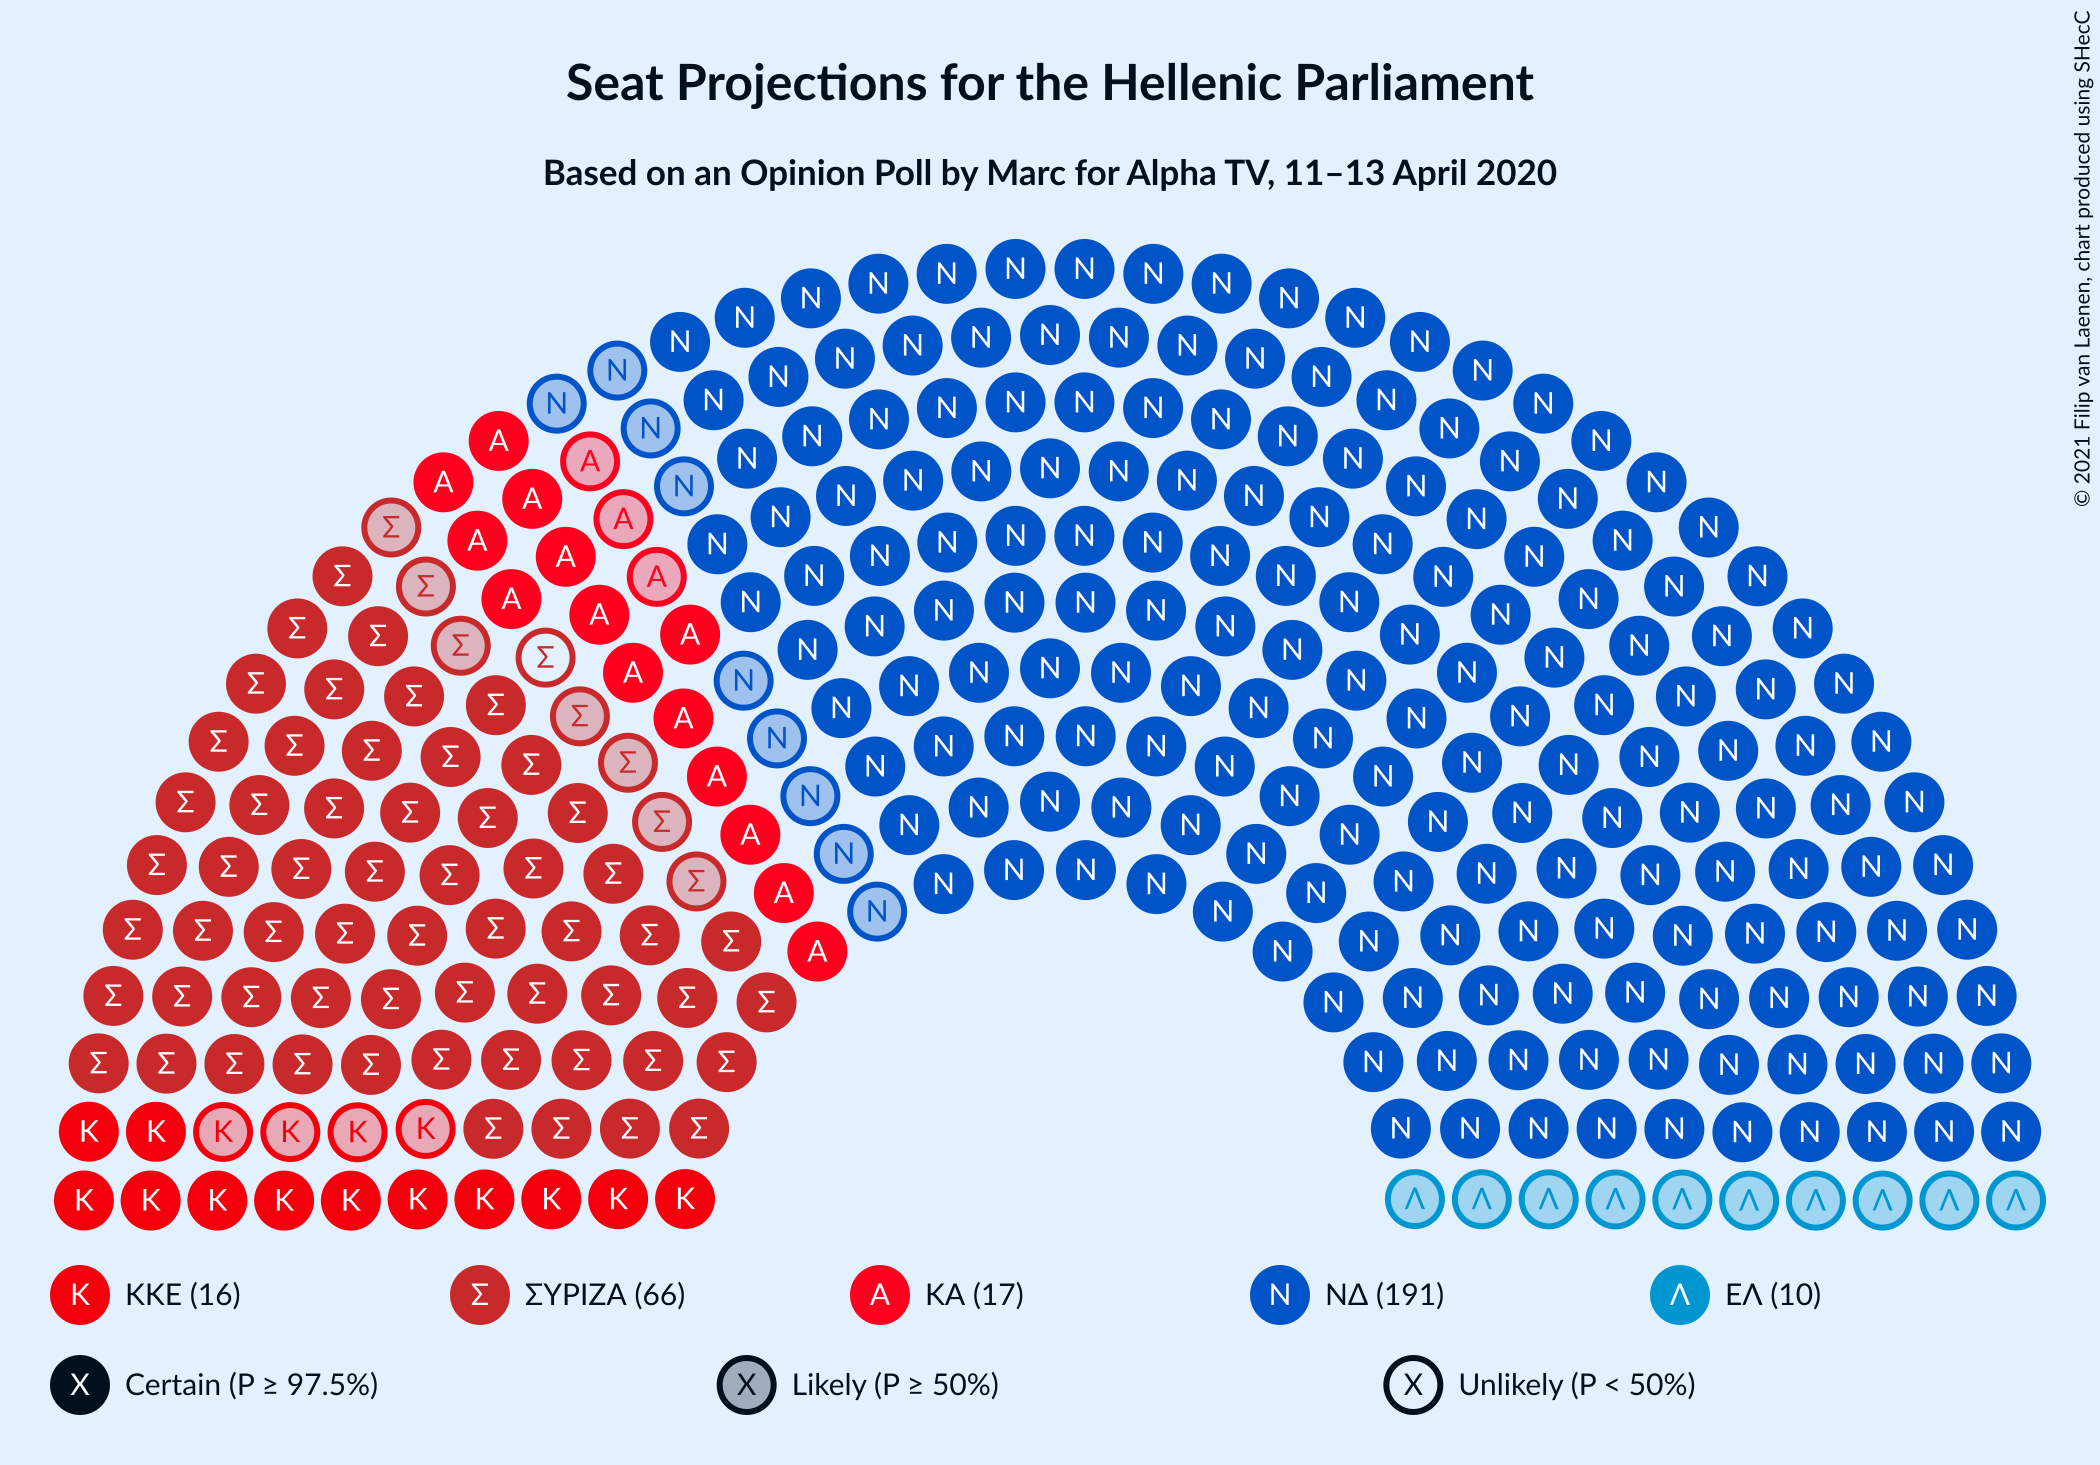 Seat Projections for the Hellenic Parliament
Based on an Opinion Poll by Marc for Alpha TV, 11–13 April 2020
© 2021 Filip van Laenen, chart produced using SHecC
K ΚΚΕ (16)
Σ ΣΥΡΙΖΑ (66)
A ΚΑ (17)
N ΝΔ (191)
Λ ΕΛ (10)
X Certain (P ≥ 97.5%)
X Likely (P ≥ 50%)
X Unlikely (P < 50%)